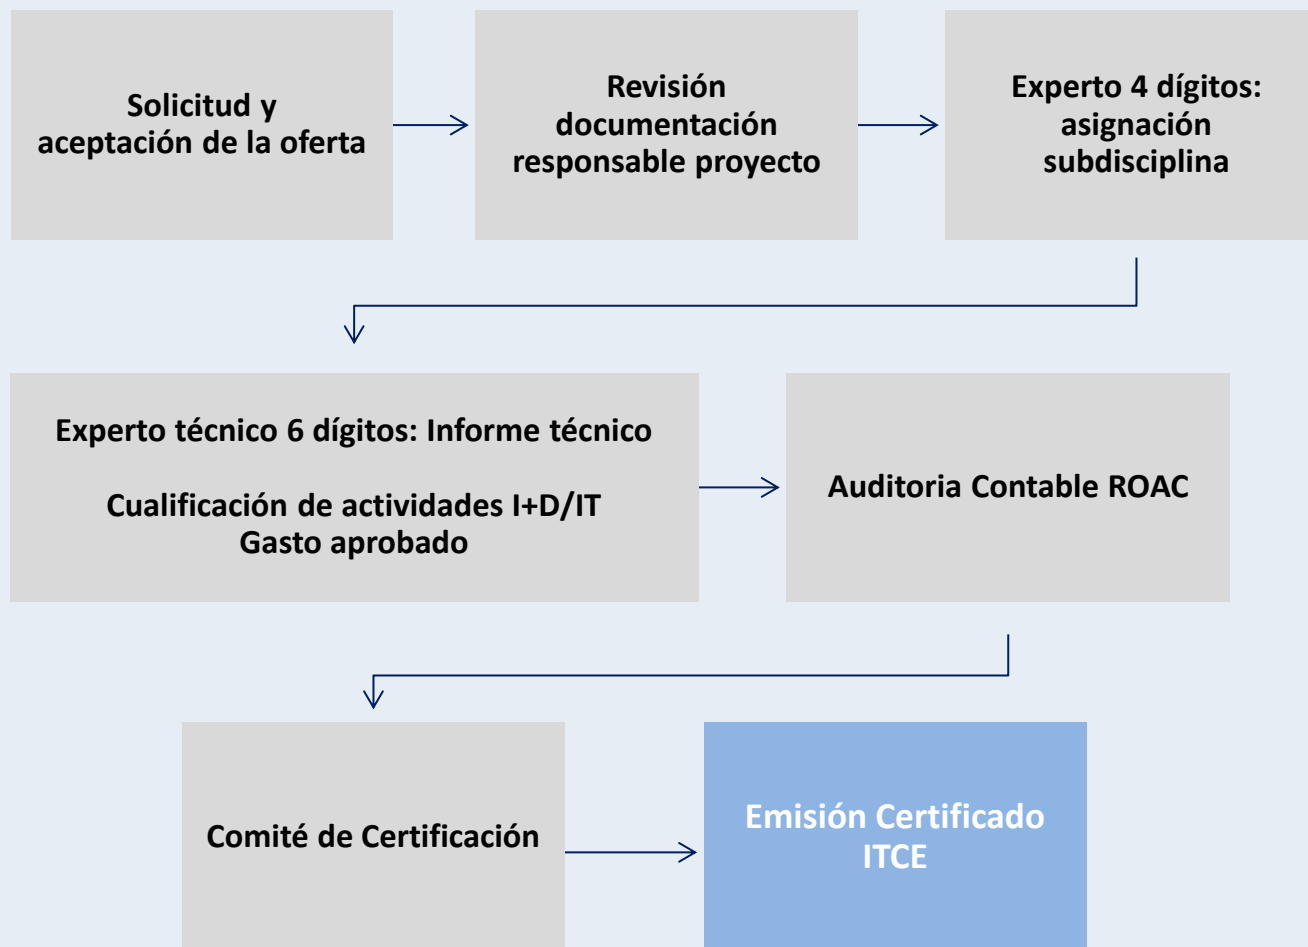 Solicitud y
aceptación de la oferta
Revisión
documentación
responsable proyecto
Experto 4 dígitos:
asignación
subdisciplina
Experto técnico 6 dígitos: Informe técnico
Cualificación de actividades I+D/IT
Gasto aprobado
Auditoria Contable ROAC
Comité de Certificación
Emisión Certificado
ITCE